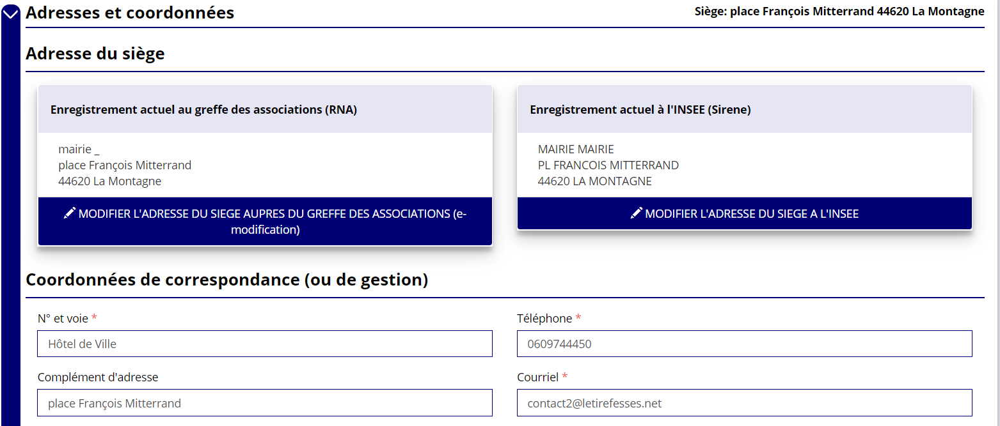 Adresses et coordonnées
Siège: place François Mitterrand 44620 La Montagne
Adresse du siège
Enregistrement actuel au greffe des associations (RNA)
mairie _
place François Mitterrand
44620 La Montagne
MODIFIER L'ADRESSE DU SIEGE AUPRES DU GREFFE DES ASSOCIATIONS (e-
modification)
Enregistrement actuel à l'INSEE (Sirene)
MAIRIE MAIRIE
PL FRANCOIS MITTERRAND
44620 LA MONTAGNE
MODIFIER L'ADRESSE DU SIEGE A L'INSEE
Coordonnées de correspondance (ou de gestion)
N° et voie *
Hôtel de Ville
Téléphone *
0609744450
Complément d'adresse
place François Mitterrand
Courriel *
contact2@letirefesses.net